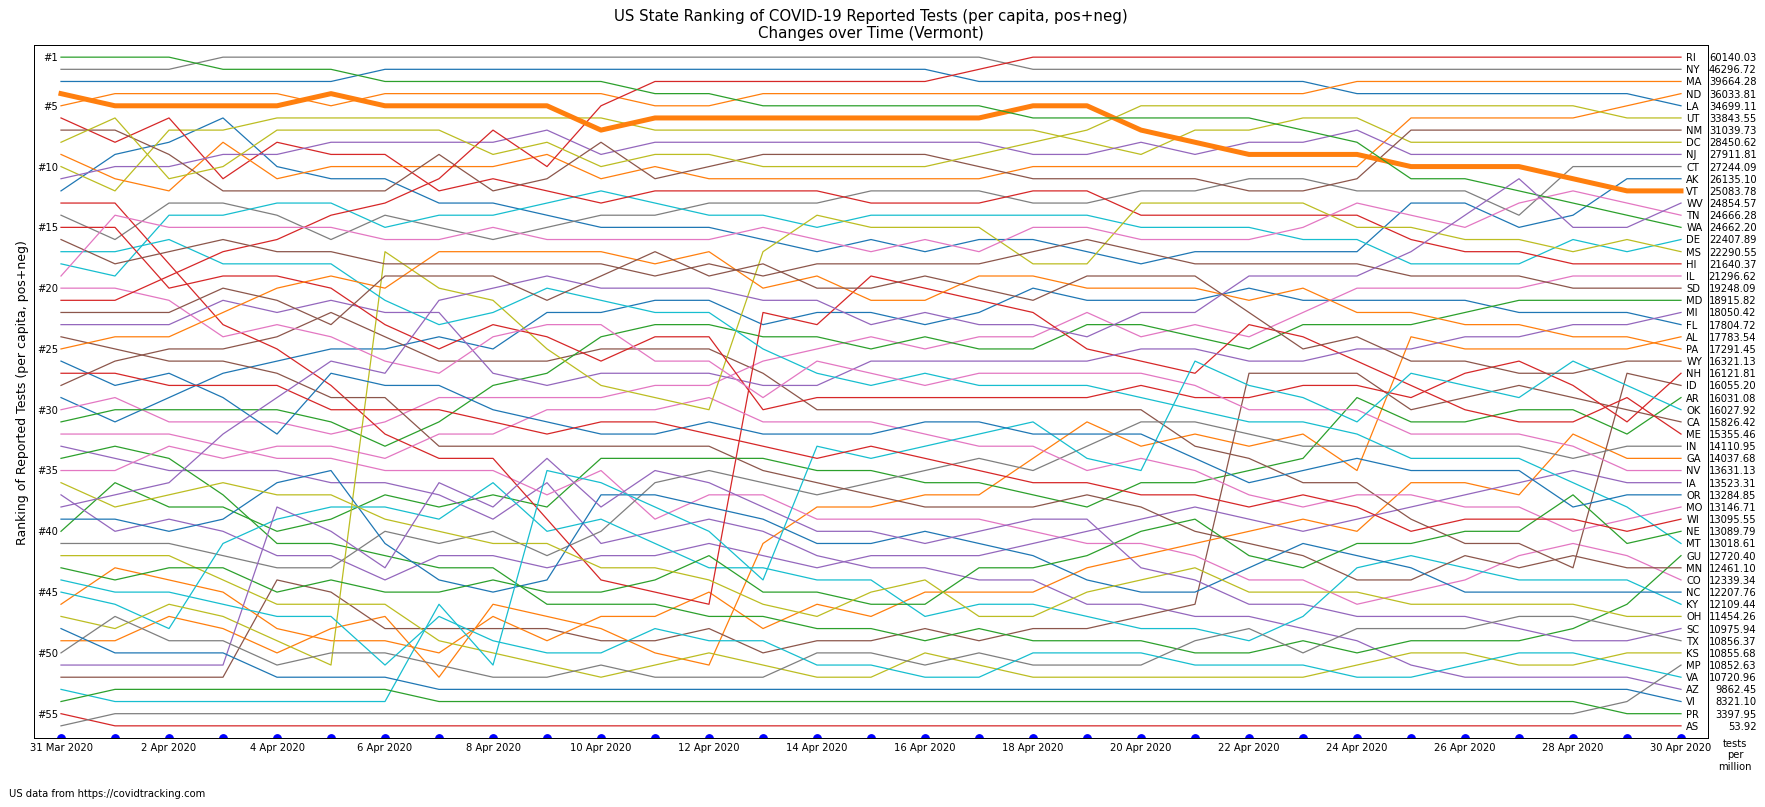 US State Ranking of COVID-19 Reported Tests (per capita, pos+neg)
Changes over Time (Vermont)
Ranking of Reported Tests (per capita, pos+neg)
#1
#5
#10
#15
#20
#25
#30
#35
#40
#45
#50
#55
RI 60140.03
NY 46296.72
MA 39664.28
ND 36033.81
LA 34699.11
UT 33843.55
NM 31039.73
DC 28450.62
NJ 27911.81
CT 27244.09
AK 26135.10
VT 25083.78
WV 24854.57
TN 24666.28
WA 24662.20
DE 22407.89
MS 22290.55
HI 21640.37
IL 21296.62
SD 19248.09
MD 18915.82
MI 18050.42
FL 17804.72
AL 17783.54
PA 17291.45
WY 16321.13
NH 16121.81
ID 16055.20
AR 16031.08
OK 16027.92
CA 15826.42
ME 15355.46
IN 14110.95
GA 14037.68
NV 13631.13
IA 13523.31
OR 13284.85
MO 13146.71
WI 13095.55
NE 13089.79
MT 13018.61
GU 12720.40
MN 12461.10
CO 12339.34
NC 12207.76
KY 12109.44
OH 11454.26
SC 10975.94
TX 10856.37
KS 10855.68
MP 10852.63
VA 10720.96
AZ 9862.45
VI 8321.10
PR 3397.95
AS 53.92
31 Mar 2020 2 Apr 2020 4 Apr 2020 6 Apr 2020 8 Apr 2020 10 Apr 2020 12 Apr 2020 14 Apr 2020 16 Apr 2020 18 Apr 2020 20 Apr 2020 22 Apr 2020 24 Apr 2020 26 Apr 2020 28 Apr 2020 30 Apr 2020
tests
per
million
US data from https://covidtracking.com